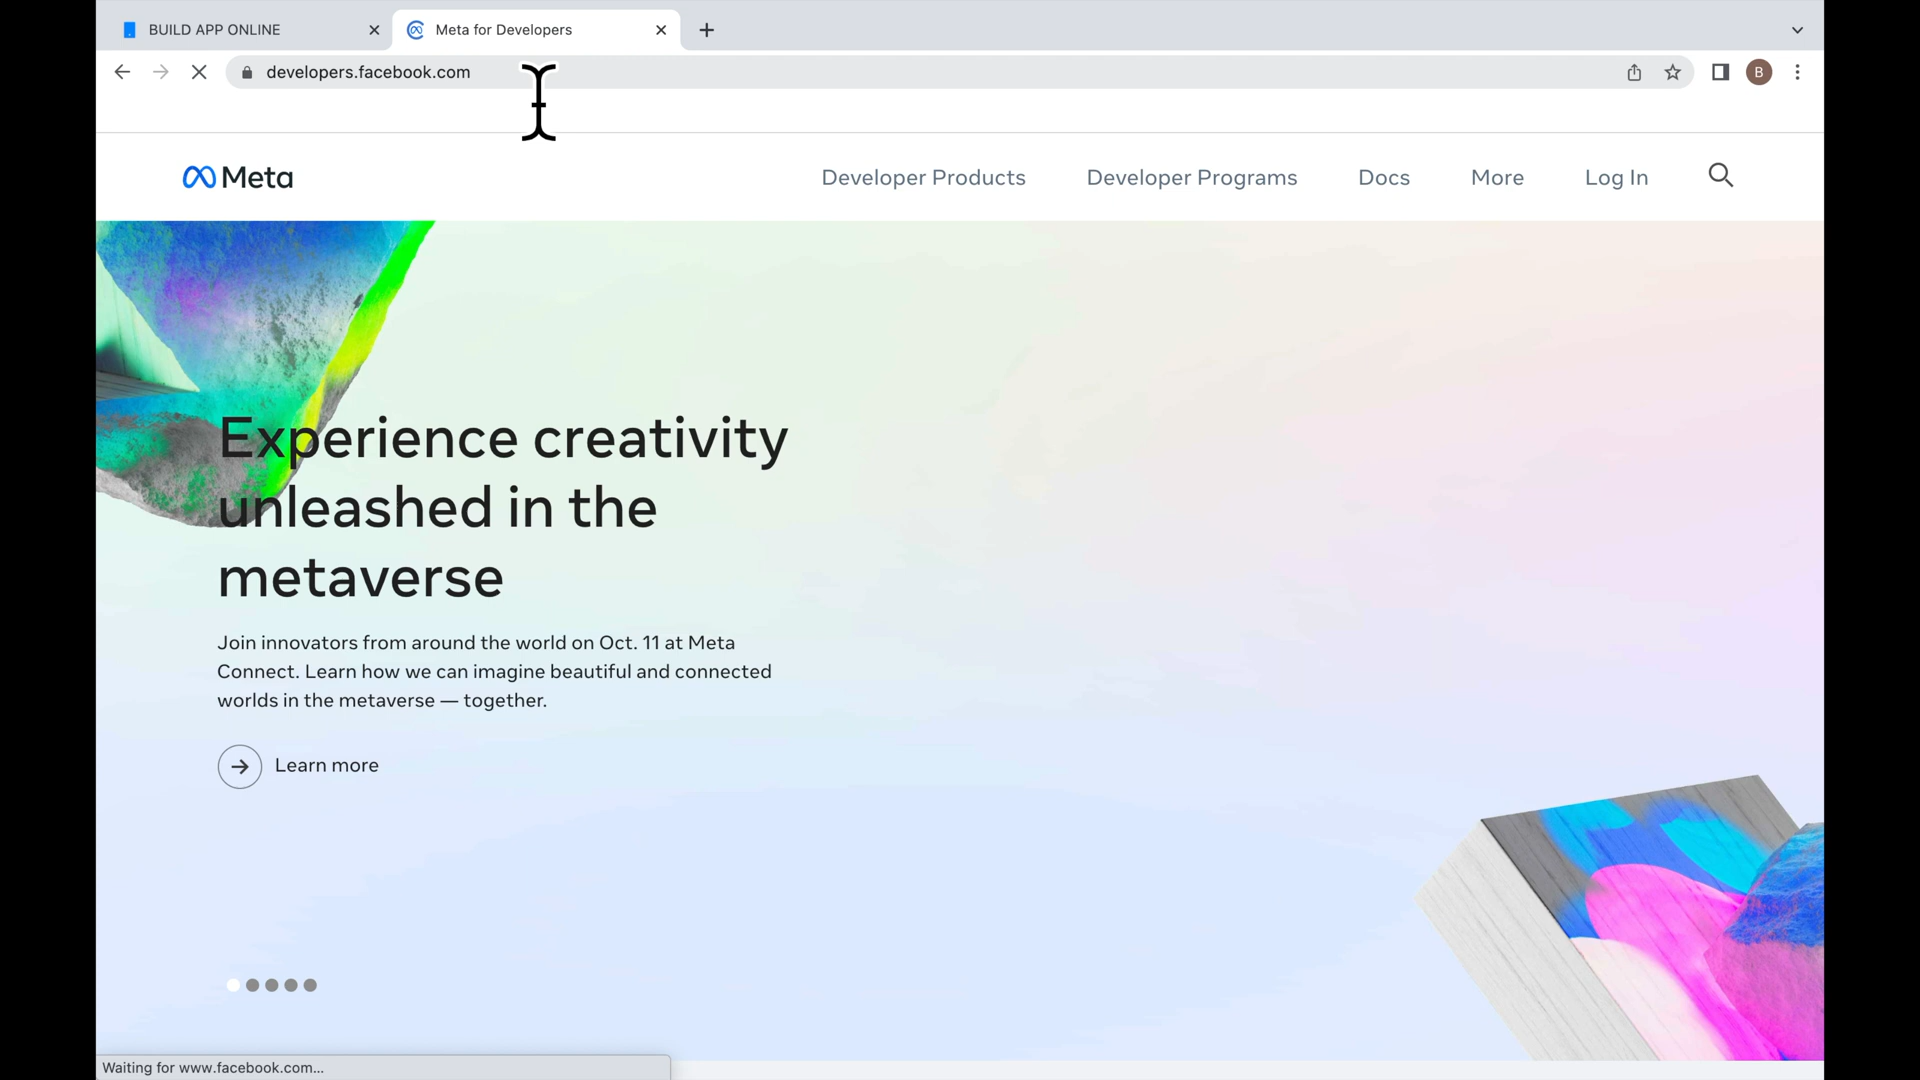 BUILD APP ONLINE
Meta for Developers
developers.facebook.com
B
Meta
Developer Products
Developer Programs
Docs
More
Log In
Experience creativity
unleashed in the
metaverse
Join innovators from around the world on Oct. 11 at Meta
Connect. Learn how we can imagine beautiful and connected
worlds in the metaverse — together.
Learn more
Waiting for www.facebook.com...